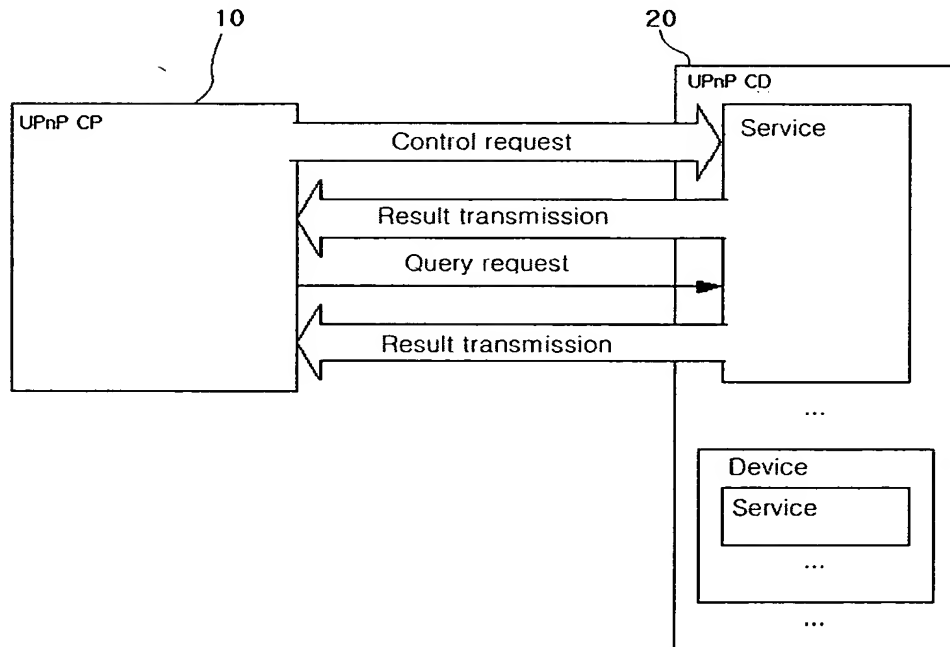 10
20
UPnP CP
UPnP CD
Control request
Service
Result transmission
Query request
Result transmission
...
Device
Service
...
...